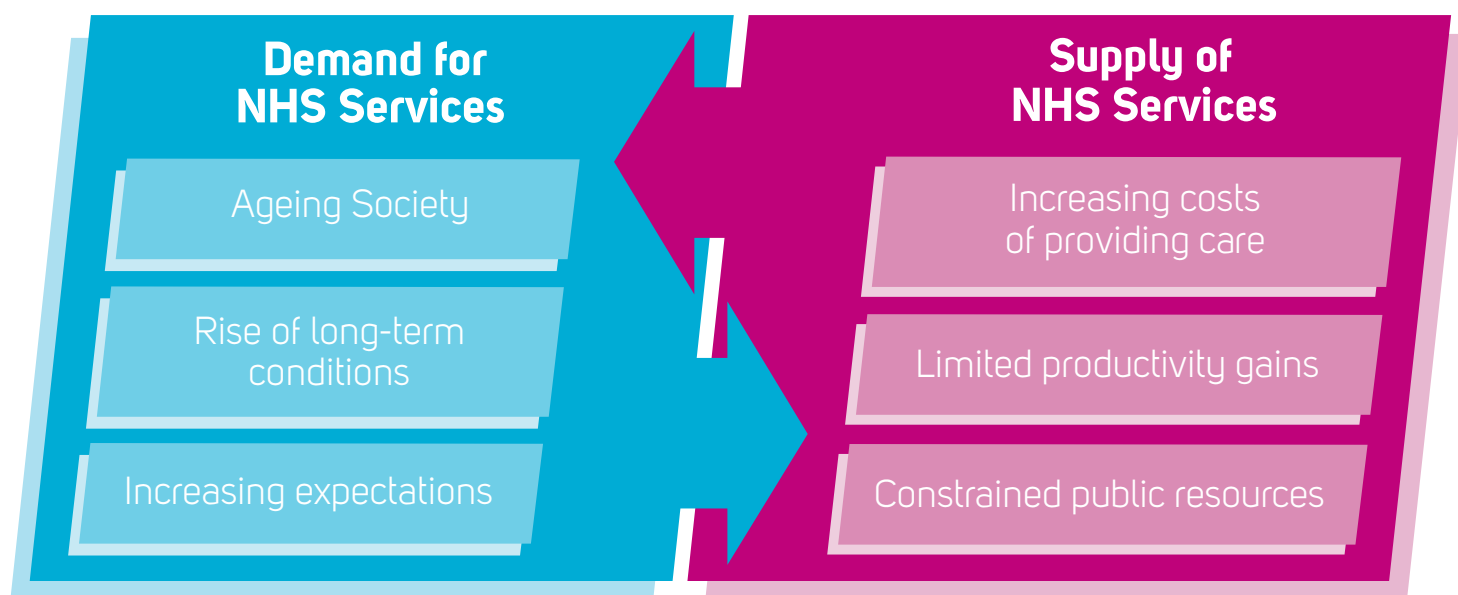 Demand for
NHS Services
Ageing Society
Rise of long-term
conditions
Increasing expectations
Supply of
NHS Services
Increasing costs
of providing care
Limited productivity gains
Constrained public resources